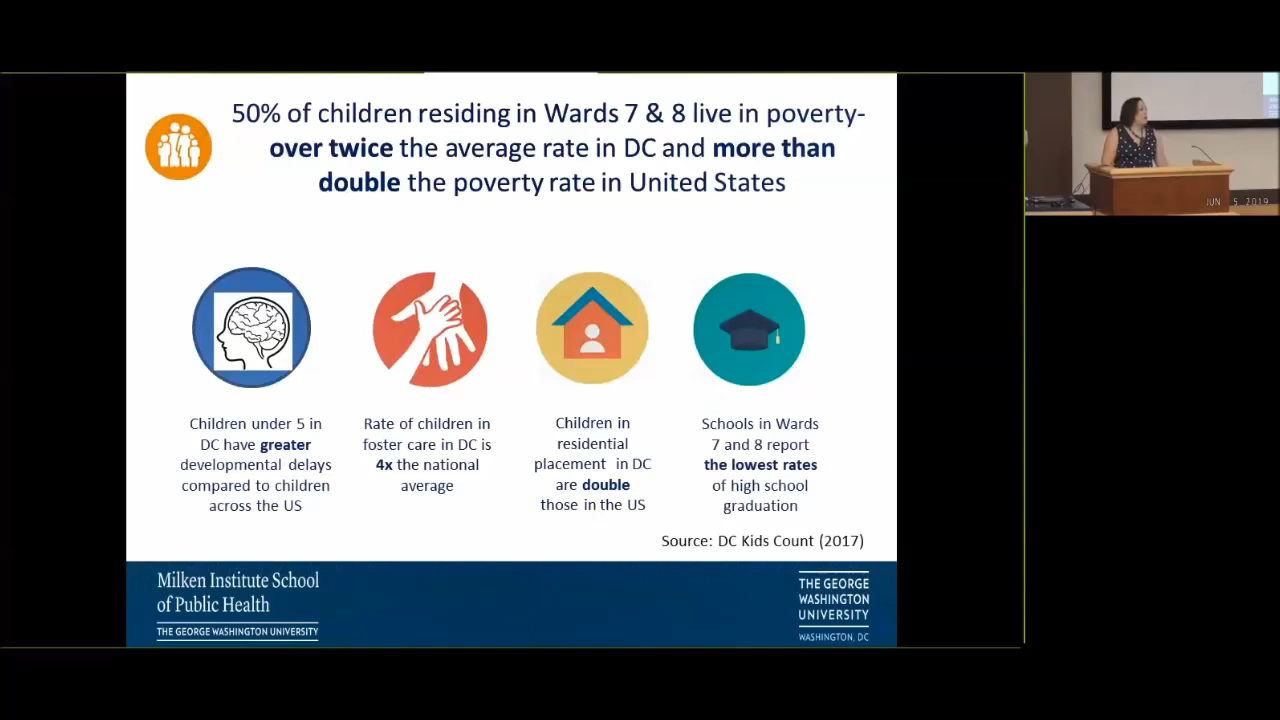 50% of children residing in Wards 7 & 8 live in poverty-
over twice the average rate in DC and more than
double the poverty rate in United States
Children under 5 in
DC have greater
developmental delays
compared to children
across the US
Rate of children in
foster care in DC is
4x the national
average
Children in
residential
placement in DC
are double
those in the US
Schools in Wards
7 and 8 report
the lowest rates
of high school
graduation
Source: DC Kids Count (2017)
Milken Institute School
of Public Health
THE GEORGE WASHINGTON UNIVERSITY
THE GEORGE
WASHINGTON
UNIVERSITY
WASHINGTON, DC
JUN 5, 2019